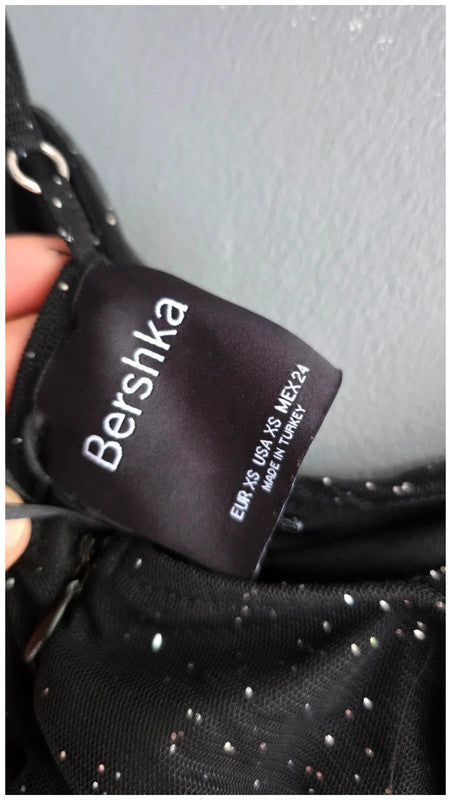 Bershka
EUR XS USA XS MEX 24
MADE IN TURKEY